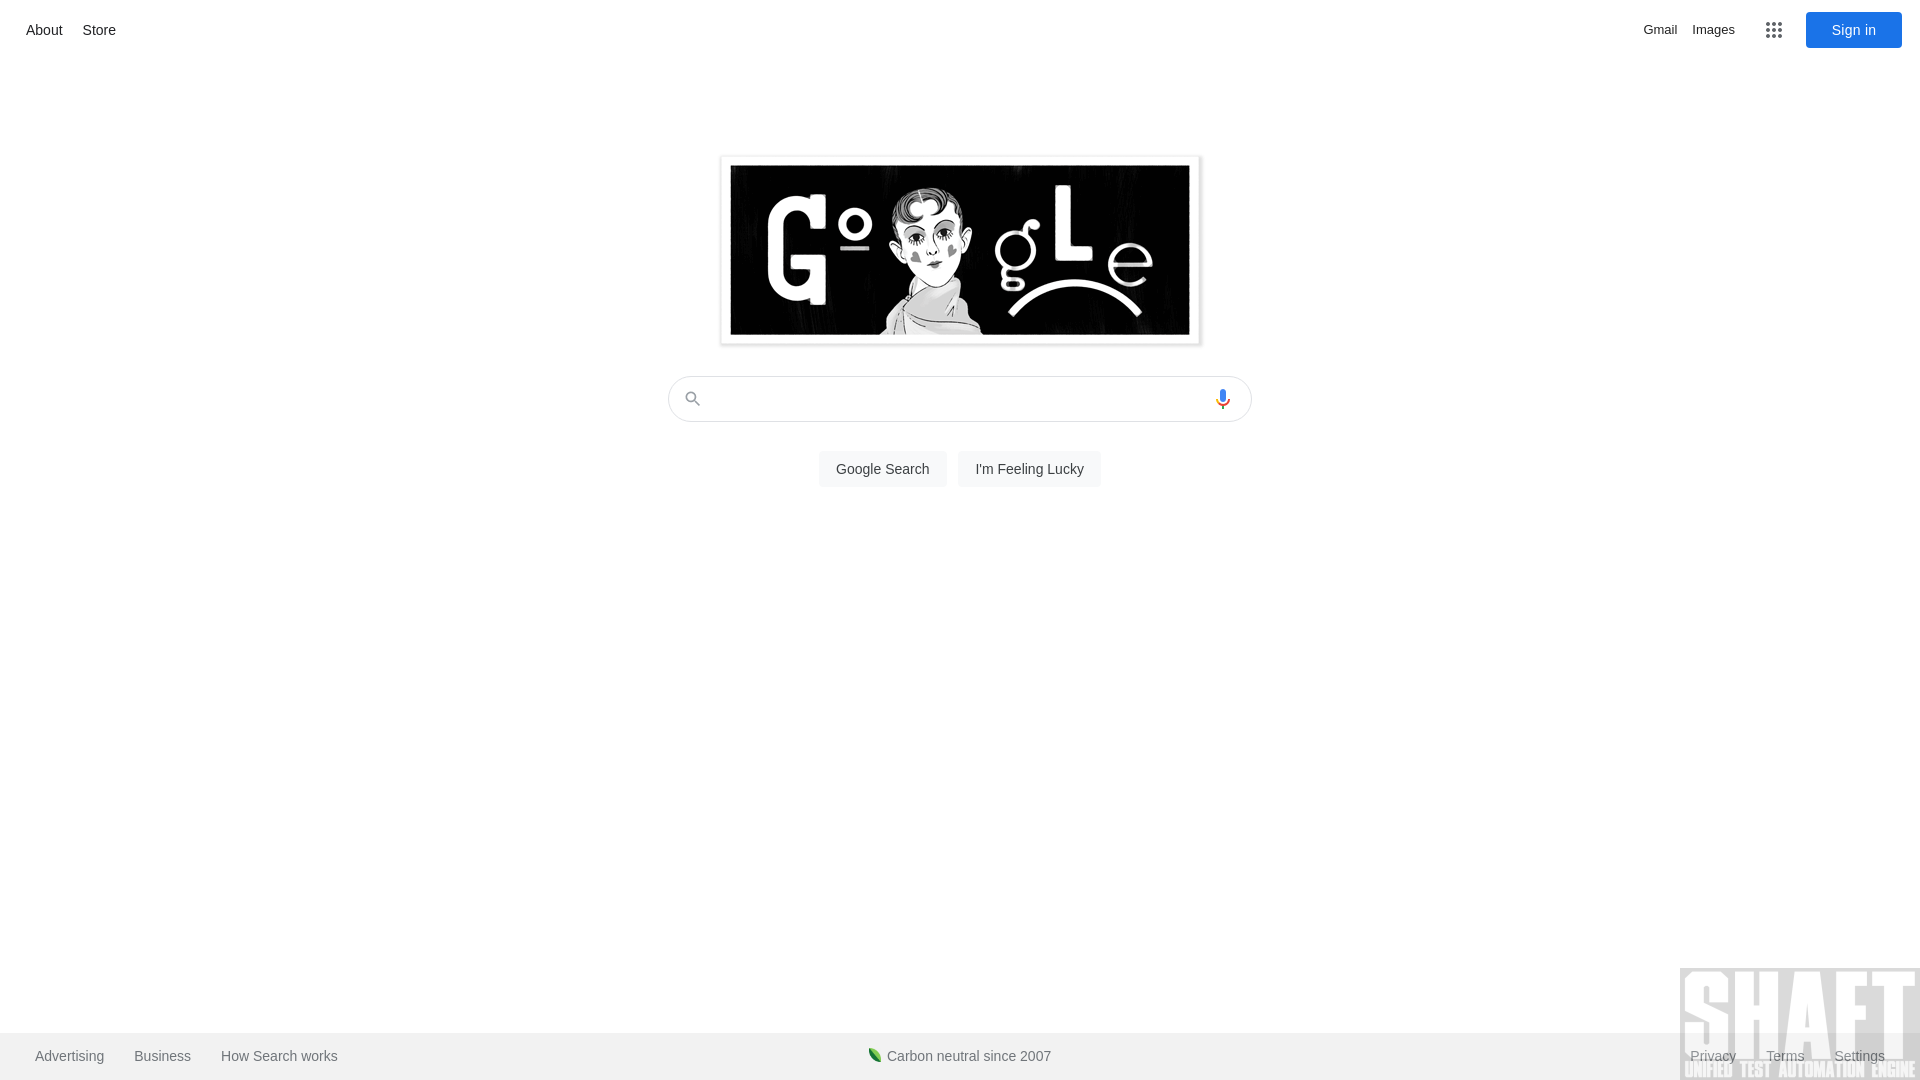 About Store Gmail Images Sign in
GogLe
Google Search I'm Feeling Lucky
Advertising Business How Search works Carbon neutral since 2007 Privacy Terms Settings
SHAFT
UNIFIED TEST AUTOMATION ENGINE